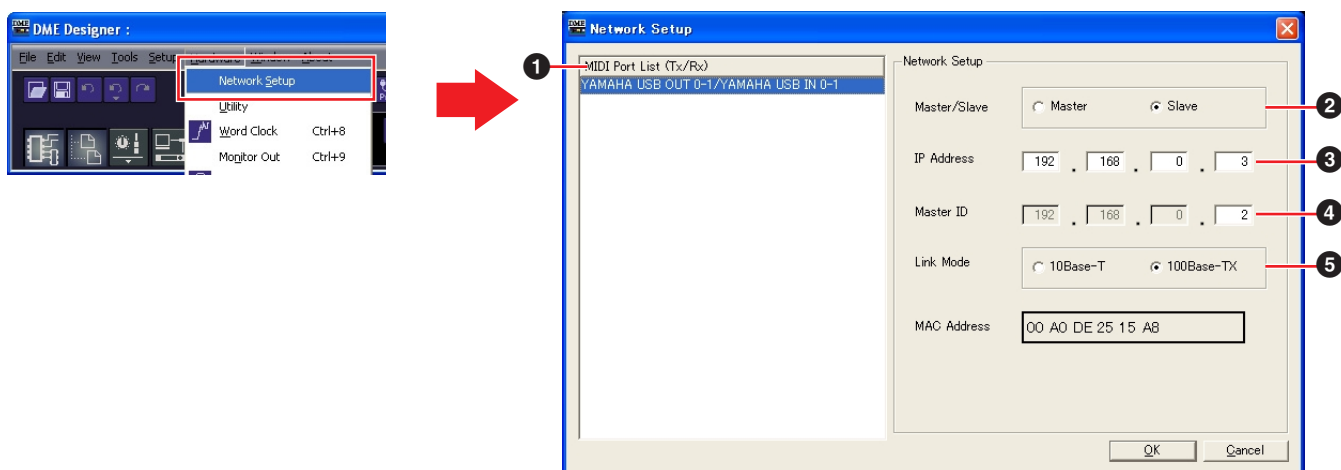 DME Designer :
File Edit View Tools Setup Hardware Window About
Network Setup
Utility
Word Clock Ctrl+8
Monitor Out Ctrl+9
Network Setup
1
MIDI Port List (Tx/Rx)
YAMAHA USB OUT 0-1/YAMAHA USB IN 0-1
Network Setup
Master/Slave Master Slave 2
IP Address 192 . 168 . 0 . 3 3
Master ID 192 . 168 . 0 . 2 4
Link Mode 10Base-T 100Base-TX 5
MAC Address 00 A0 DE 25 15 A8
OK Cancel